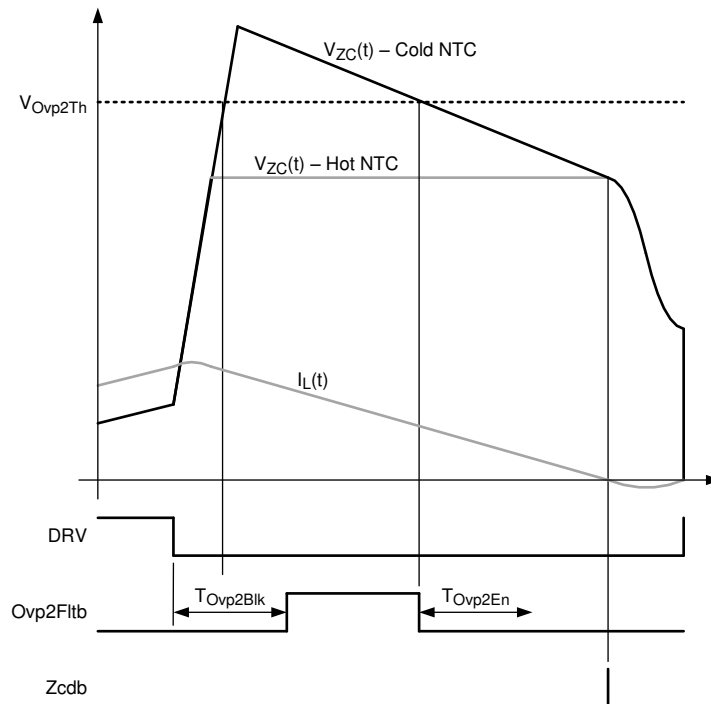 V_ZC(t) – Cold NTC
V_Ovp2Th
V_ZC(t) – Hot NTC
I_L(t)
DRV
T_Ovp2Blk
T_Ovp2En
Ovp2Fltb
Zcdb